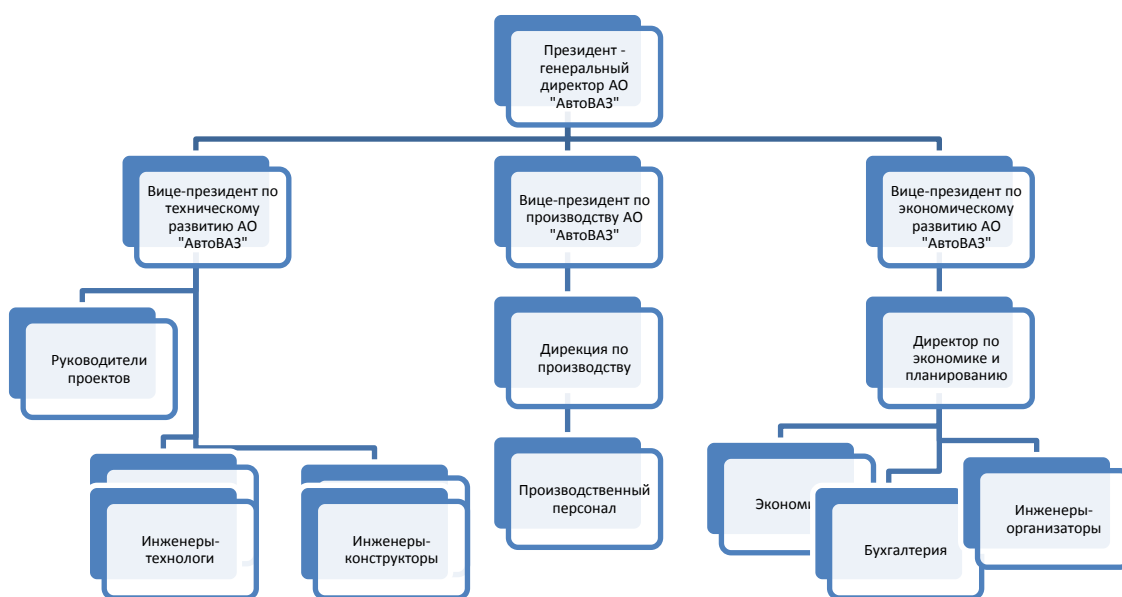 Президент -
генеральный
директор АО
"АвтоВАЗ"
Вице-президент по
техническому
развитию АО
"АвтоВАЗ"
Вице-президент по
производству АО
"АвтоВАЗ"
Вице-президент по
экономическому
развитию АО
"АвтоВАЗ"
Руководители
проектов
Дирекция по
производству
Директор по
экономике и
планированию
Инженеры-
технологи
Инженеры-
конструкторы
Производственный
персонал
Экономи
Бухгалтерия
Инженеры-
организаторы